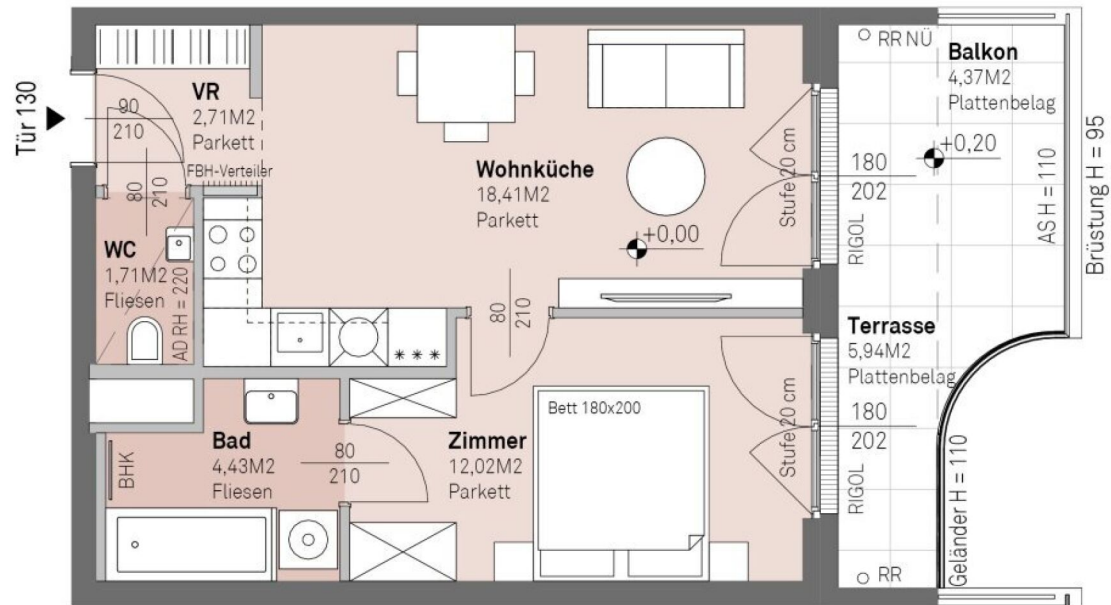 Tür 130
90
210
VR
2,71M2
Parkett
FBH-Verteiler
80
210
WC
1,71M2
Fliesen
AD RH = 220
Wohnküche
18,41M2
Parkett
+0,00
80
210
Stufe 20 cm
180
202
RIGOL
RR NÜ
Balkon
4,37M2
Plattenbelag
+0,20
AS H = 110
Brüstung H = 95
Terrasse
5,94M2
Plattenbelag
Bad
4,43M2
Fliesen
BHK
80
210
Zimmer
12,02M2
Parkett
Bett 180x200
Stufe 20 cm
180
202
RIGOL
Geländer H = 110
RR